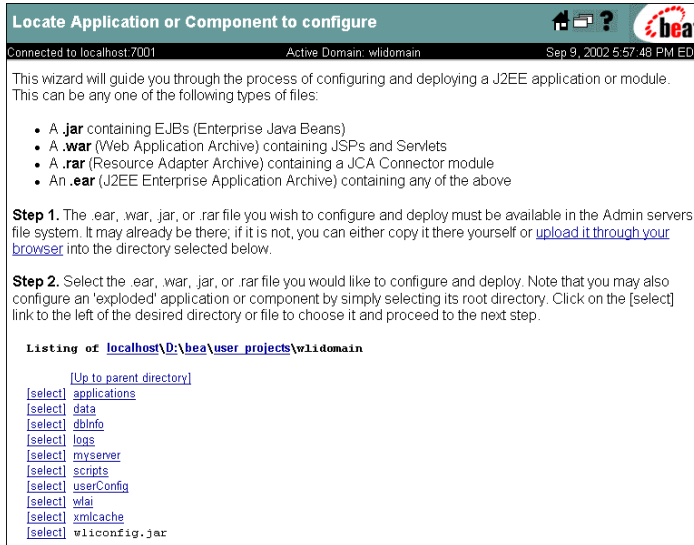 Locate Application or Component to configure
? bea
Connected to localhost:7001 Active Domain: wlidomain Sep 9, 2002 5:57:48 PM ED
This wizard will guide you through the process of configuring and deploying a J2EE application or module.
This can be any one of the following types of files:
• A .jar containing EJBs (Enterprise Java Beans)
• A .war (Web Application Archive) containing JSPs and Servlets
• A .rar (Resource Adapter Archive) containing a JCA Connector module
• An .ear (J2EE Enterprise Application Archive) containing any of the above
Step 1. The .ear, .war, .jar, or .rar file you wish to configure and deploy must be available in the Admin servers
file system. It may already be there; if it is not, you can either copy it there yourself or upload it through your
browser into the directory selected below.
Step 2. Select the .ear, .war, .jar, or .rar file you would like to configure and deploy. Note that you may also
configure an 'exploded' application or component by simply selecting its root directory. Click on the [select]
link to the left of the desired directory or file to choose it and proceed to the next step.
Listing of localhost\D:\bea\user_projects\wlidomain
[Up to parent directory]
[select] applications
[select] data
[select] dbInfo
[select] logs
[select] myserver
[select] scripts
[select] userConfig
[select] wlai
[select] xmlcache
[select] wliconfig.jar